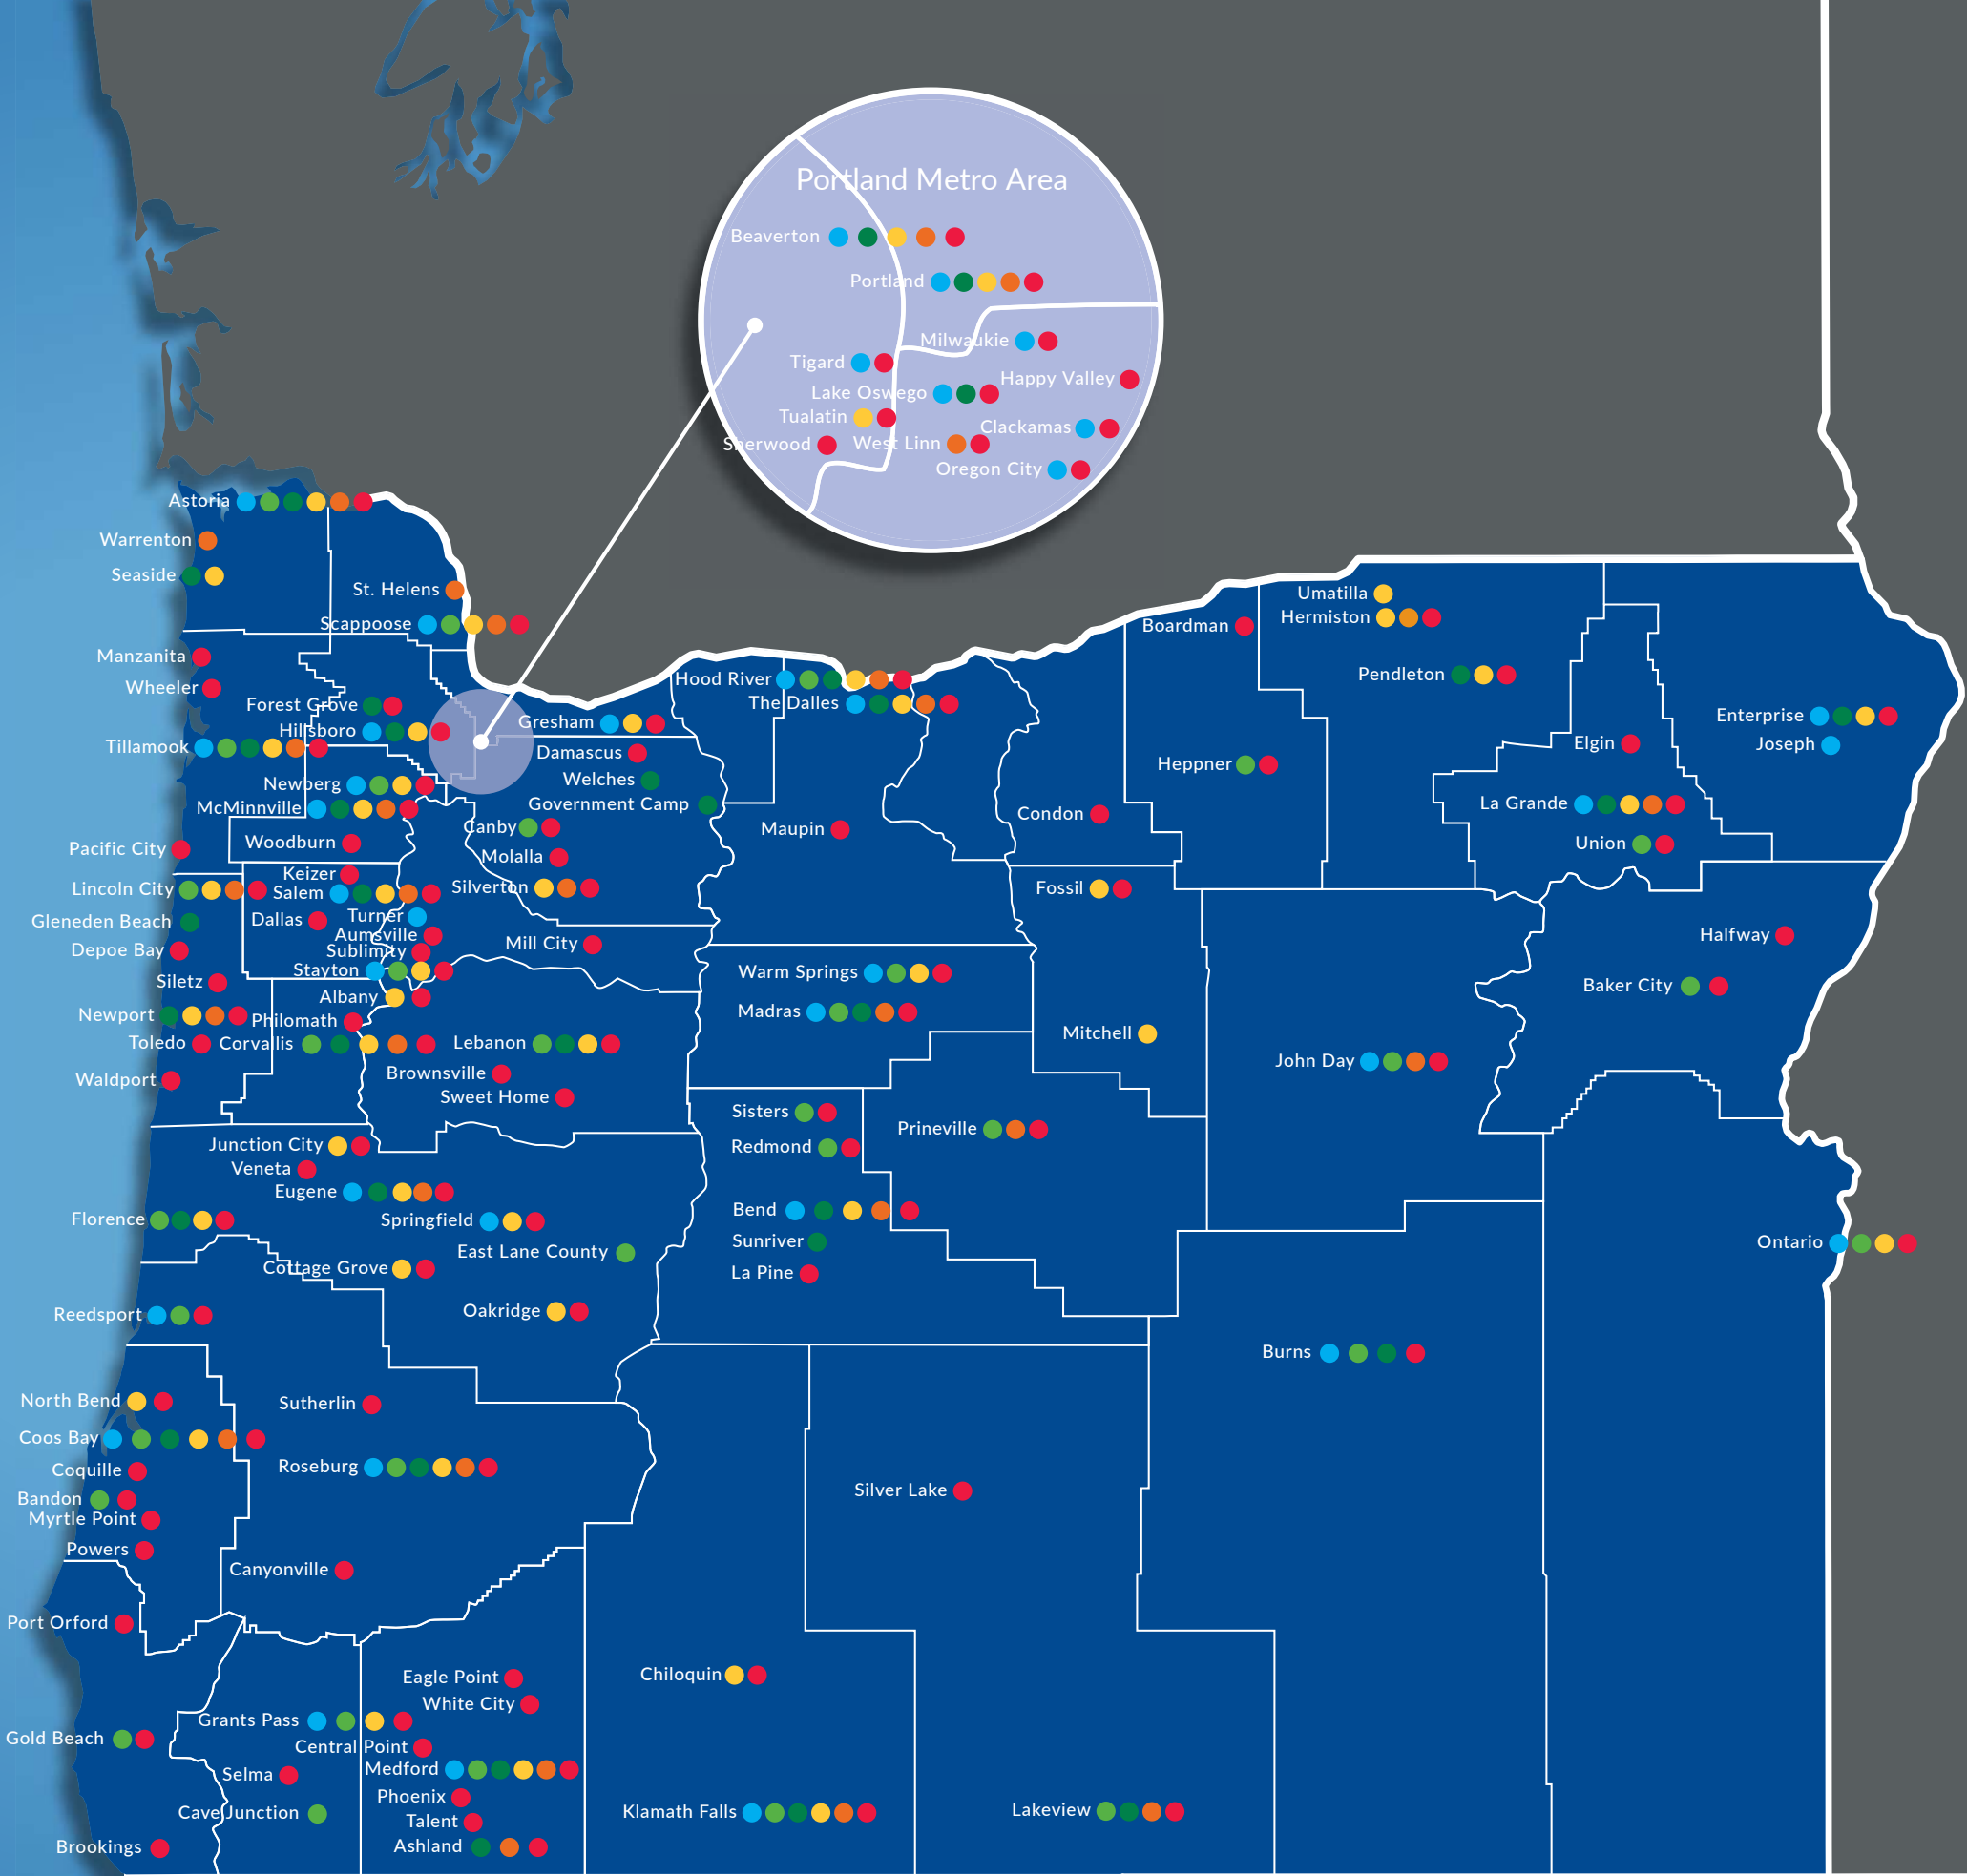 Portland Metro Area
Beaverton
Portland
Milwaukie
Tigard
Happy Valley
Lake Oswego
Tualatin
Clackamas
Sherwood
West Linn
Oregon City
Astoria
Warrenton
Seaside
St. Helens
Scappoose
Manzanita
Wheeler
Forest Grove
Hillsboro
Tillamook
Newberg
McMinnville
Woodburn
Pacific City
Keizer
Lincoln City
Salem
Gleneden Beach
Dallas
Turner
Aumsville
Depoe Bay
Sublimity
Stayton
Siletz
Albany
Newport
Philomath
Toledo
Corvallis
Waldport
Gresham
Damascus
Welches
Government Camp
Canby
Molalla
Silverton
Mill City
Lebanon
Brownsville
Sweet Home
Junction City
Veneta
Eugene
Florence
Springfield
East Lane County
Cottage Grove
Oakridge
Reedsport
North Bend
Sutherlin
Coos Bay
Roseburg
Coquille
Bandon
Myrtle Point
Powers
Canyonville
Port Orford
Eagle Point
White City
Grants Pass
Gold Beach
Central Point
Medford
Selma
Phoenix
Cave Junction
Talent
Ashland
Brookings
Hood River
The Dalles
Maupin
Warm Springs
Madras
Sisters
Redmond
Prineville
Bend
Sunriver
La Pine
Silver Lake
Chiloquin
Klamath Falls
Lakeview
Boardman
Umatilla
Hermiston
Pendleton
Enterprise
Joseph
Elgin
Heppner
La Grande
Condon
Union
Fossil
Halfway
Baker City
Mitchell
John Day
Ontario
Burns